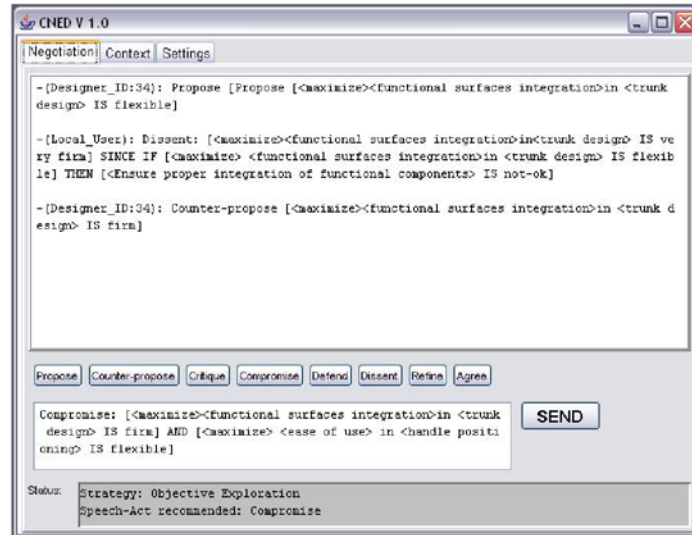 CNED V 1.0
Negotiation Context Settings
-(Designer_ID:34): Propose [Propose [<maximize><functional surfaces integration>in <trunk
design> IS flexible]
-(Local_User): Dissent: [<maximize><functional surfaces integration>in<trunk design> IS ve
ry firm] SINCE IF [<maximize> <functional surfaces integration>in <trunk design> IS flexib
le] THEN [<Ensure proper integration of functional components> IS not-ok]
-(Designer_ID:34): Counter-propose [<maximize><functional surfaces integration>in <trunk d
esign> IS firm]
Propose Counter-propose Critique Compromise Defend Dissent Refine Agree
Compromise: [<maximize><functional surfaces integration>in <trunk
design> IS firm] AND [<maximize> <ease of use> in <handle positi
oning> IS flexible]
SEND
Status:
Strategy: Objective Exploration
Speech-Act recommended: Compromise